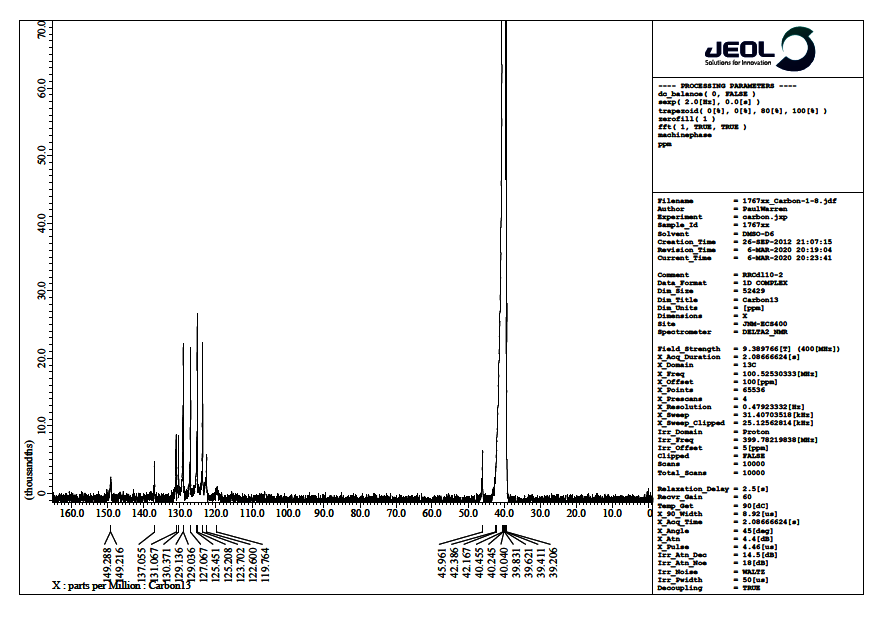 70.0
60.0
50.0
40.0
30.0
20.0
10.0
0
(thousandths)
160.0 150.0 140.0 130.0 120.0 110.0 100.0 90.0 80.0 70.0 60.0 50.0 40.0 30.0 20.0 10.0 0
149.288
149.216
137.055
131.067
130.371
129.136
129.036
127.067
125.451
125.208
123.702
122.600
119.764
45.961
42.386
42.167
40.455
40.245
40.040
39.831
39.621
39.411
39.206
X : parts per Million : Carbon13
JEOL
Solutions for Innovation
---- PROCESSING PARAMETERS ----
dc_balance( 0, FALSE )
sexp( 2.0[Hz], 0.0[s] )
trapezoid( 0[%], 0[%], 80[%], 100[%] )
zerofill( 1 )
fft( 1, TRUE, TRUE )
machinephase
ppm
Filename = 1767xx_Carbon-1-8.jdf
Author = PaulWarren
Experiment = carbon.jxp
Sample_Id = 1767xx
Solvent = DMSO-D6
Creation_Time = 26-SEP-2012 21:07:15
Revision_Time = 6-MAR-2020 20:19:04
Current_Time = 6-MAR-2020 20:23:41
Comment = RRCdl10-2
Data_Format = 1D COMPLEX
Dim_Size = 52429
Dim_Title = Carbon13
Dim_Units = [ppm]
Dimensions = X
Site = JNM-ECS400
Spectrometer = DELTA2_NMR
Field_Strength = 9.389766[T] (400[MHz])
X_Acq_Duration = 2.08666624[s]
X_Domain = 13C
X_Freq = 100.52530333[MHz]
X_Offset = 100[ppm]
X_Points = 65536
X_Prescans = 4
X_Resolution = 0.47923332[Hz]
X_Sweep = 31.40703518[kHz]
X_Sweep_Clipped = 25.12562814[kHz]
Irr_Domain = Proton
Irr_Freq = 399.78219838[MHz]
Irr_Offset = 5[ppm]
Clipped = FALSE
Scans = 10000
Total_Scans = 10000
Relaxation_Delay = 2.5[s]
Recvr_Gain = 60
Temp_Get = 90[dC]
X_90_Width = 8.92[us]
X_Acq_Time = 2.08666624[s]
X_Angle = 45[deg]
X_Atn = 4.4[dB]
X_Pulse = 4.46[us]
Irr_Atn_Dec = 14.5[dB]
Irr_Atn_Noe = 18[dB]
Irr_Noise = WALTZ
Irr_Pwidth = 50[us]
Decoupling = TRUE